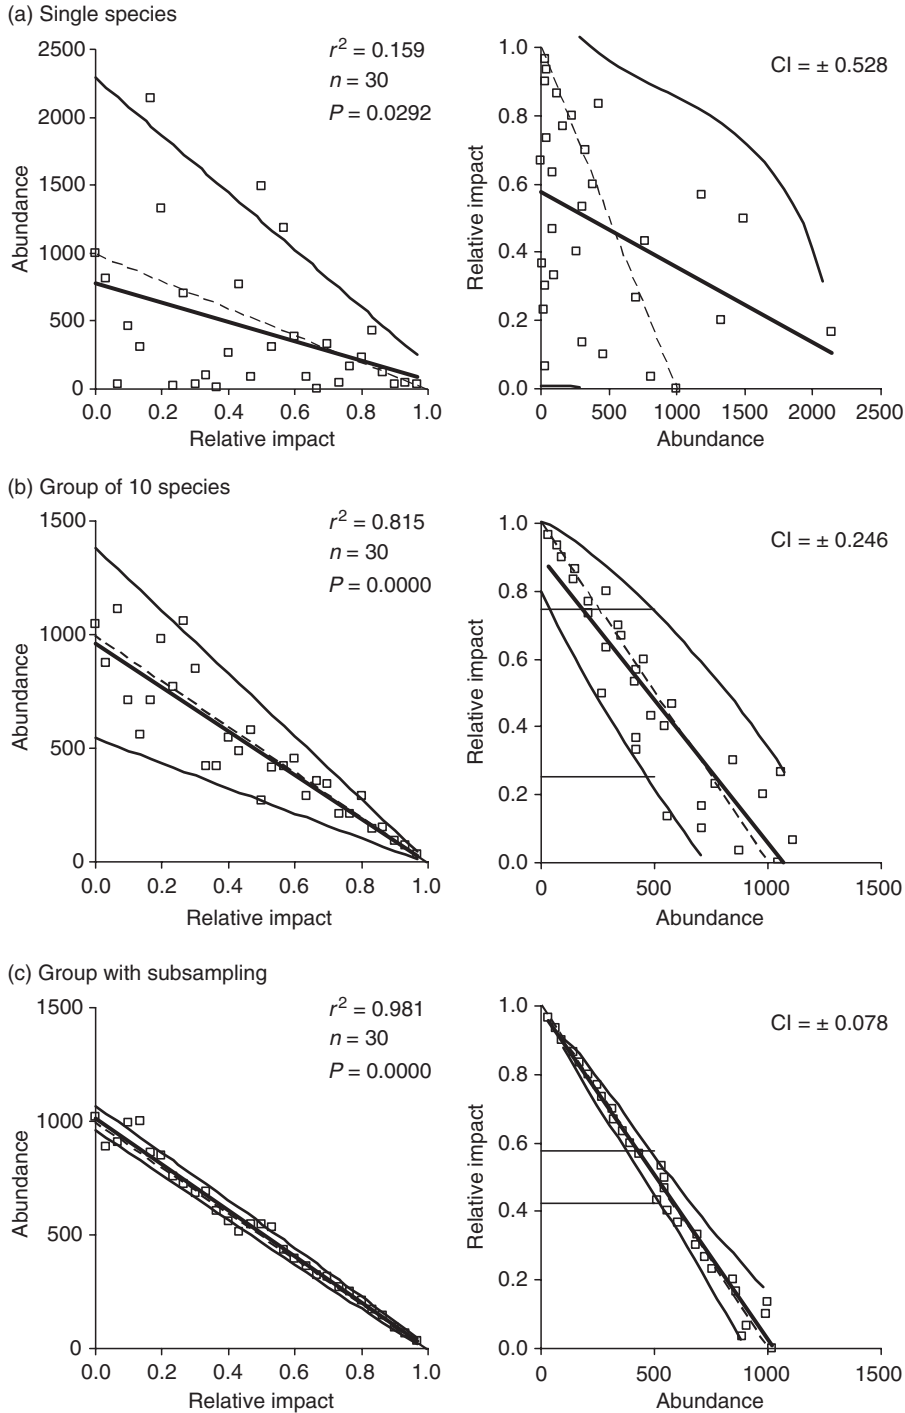 (a) Single species
2500
2000
1500
1000
500
0
Abundance
0.0 0.2 0.4 0.6 0.8 1.0
Relative impact
r² = 0.159
n = 30
P = 0.0292
1.0
0.8
0.6
0.4
0.2
0.0
Relative impact
0 500 1000 1500 2000 2500
Abundance
CI = ± 0.528
(b) Group of 10 species
1500
1000
500
0
Abundance
0.0 0.2 0.4 0.6 0.8 1.0
Relative impact
r² = 0.815
n = 30
P = 0.0000
1.0
0.8
0.6
0.4
0.2
0.0
Relative impact
0 500 1000 1500
Abundance
CI = ± 0.246
(c) Group with subsampling
1500
1000
500
0
Abundance
0.0 0.2 0.4 0.6 0.8 1.0
Relative impact
r² = 0.981
n = 30
P = 0.0000
1.0
0.8
0.6
0.4
0.2
0.0
Relative impact
0 500 1000 1500
Abundance
CI = ± 0.078